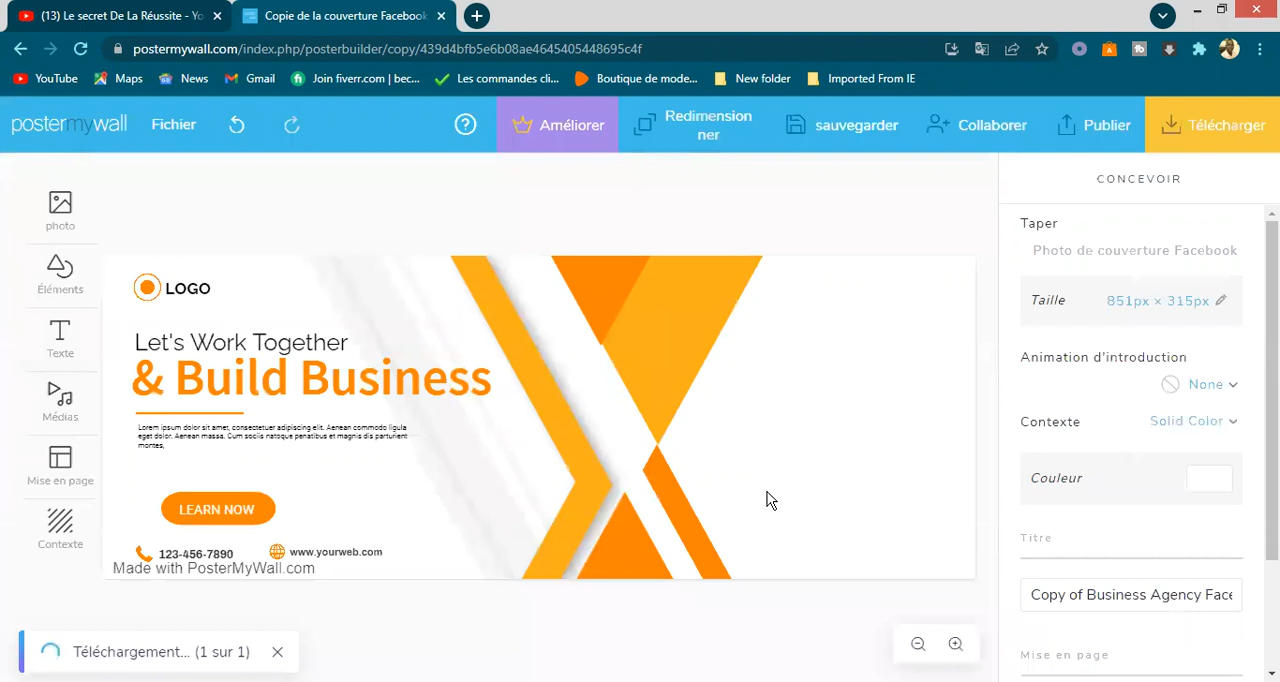 (13) Le secret De La Réussite - Yo
Copie de la couverture Facebook
postermywall.com/index.php/posterbuilder/copy/439d4bfb5e6b08ae4645405448695c4f
YouTube
Maps
News
Gmail
Join fiverr.com | bec...
Les commandes cli...
Boutique de mode...
New folder
Imported From IE
postermywall
Fichier
Améliorer
Redimension
ner
sauvegarder
Collaborer
Publier
Télécharger
photo
Éléments
Texte
Médias
Mise en page
Contexte
LOGO
Let's Work Together
& Build Business
Lorem ipsum dolor sit amet, consectetuer adipiscing elit. Aenean commodo ligula
eget dolor. Aenean massa. Cum sociis natoque penatibus et magnis dis parturient
montes,
LEARN NOW
123-456-7890
www.yourweb.com
Made with PosterMyWall.com
Téléchargement... (1 sur 1)
CONCEVOIR
Taper
Photo de couverture Facebook
Taille
851px × 315px
Animation d'introduction
None
Contexte
Solid Color
Couleur
Titre
Copy of Business Agency Face
Mise en page